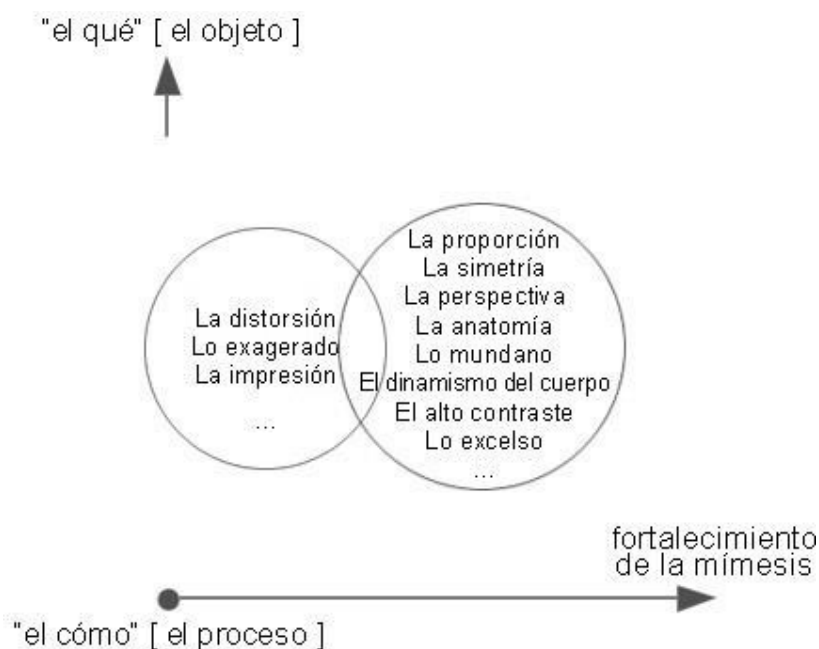 "el qué" [ el objeto ]
La distorsión
Lo exagerado
La impresión
...
La proporción
La simetría
La perspectiva
La anatomía
Lo mundano
El dinamismo del cuerpo
El alto contraste
Lo excelso
...
fortalecimiento
de la mímesis
"el cómo" [ el proceso ]